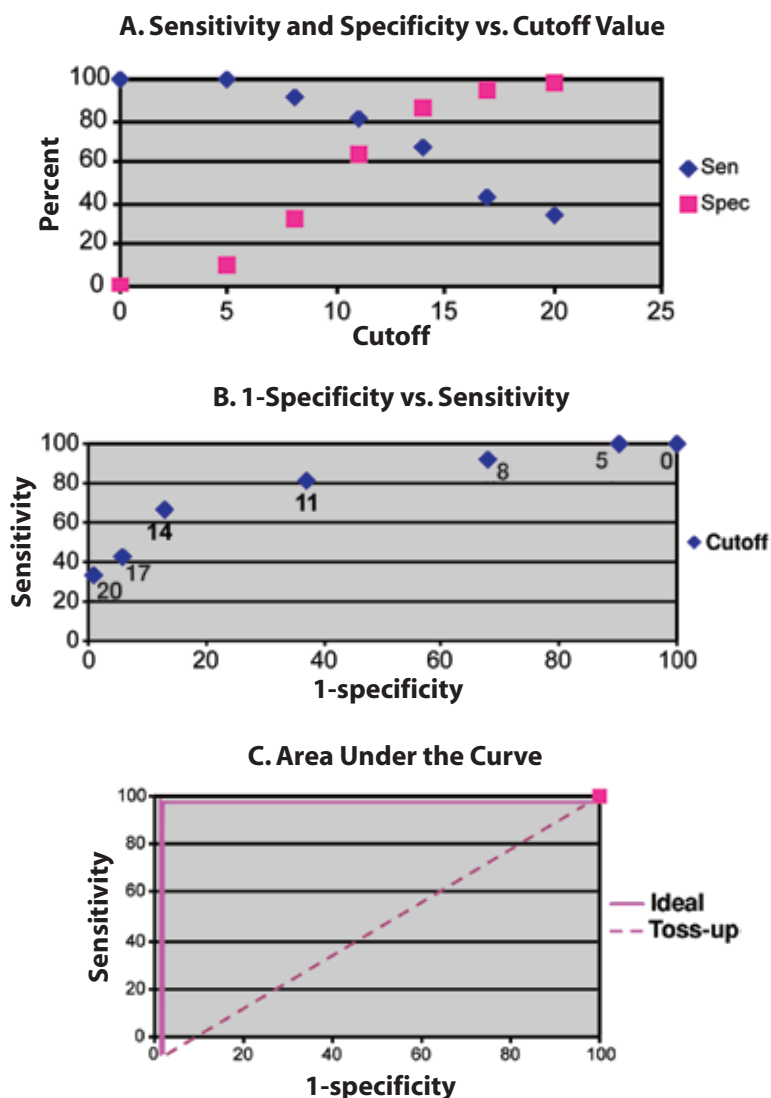 A. Sensitivity and Specificity vs. Cutoff Value
100
80
60
40
20
0
Percent
0 5 10 15 20 25
Cutoff
Sen
Spec
B. 1-Specificity vs. Sensitivity
100
80
60
40
20
0
Sensitivity
20
17
14
11
8
5
0
0 20 40 60 80 100
1-specificity
Cutoff
C. Area Under the Curve
100
80
60
40
20
0
Sensitivity
0 20 40 60 80 100
1-specificity
Ideal
Toss-up